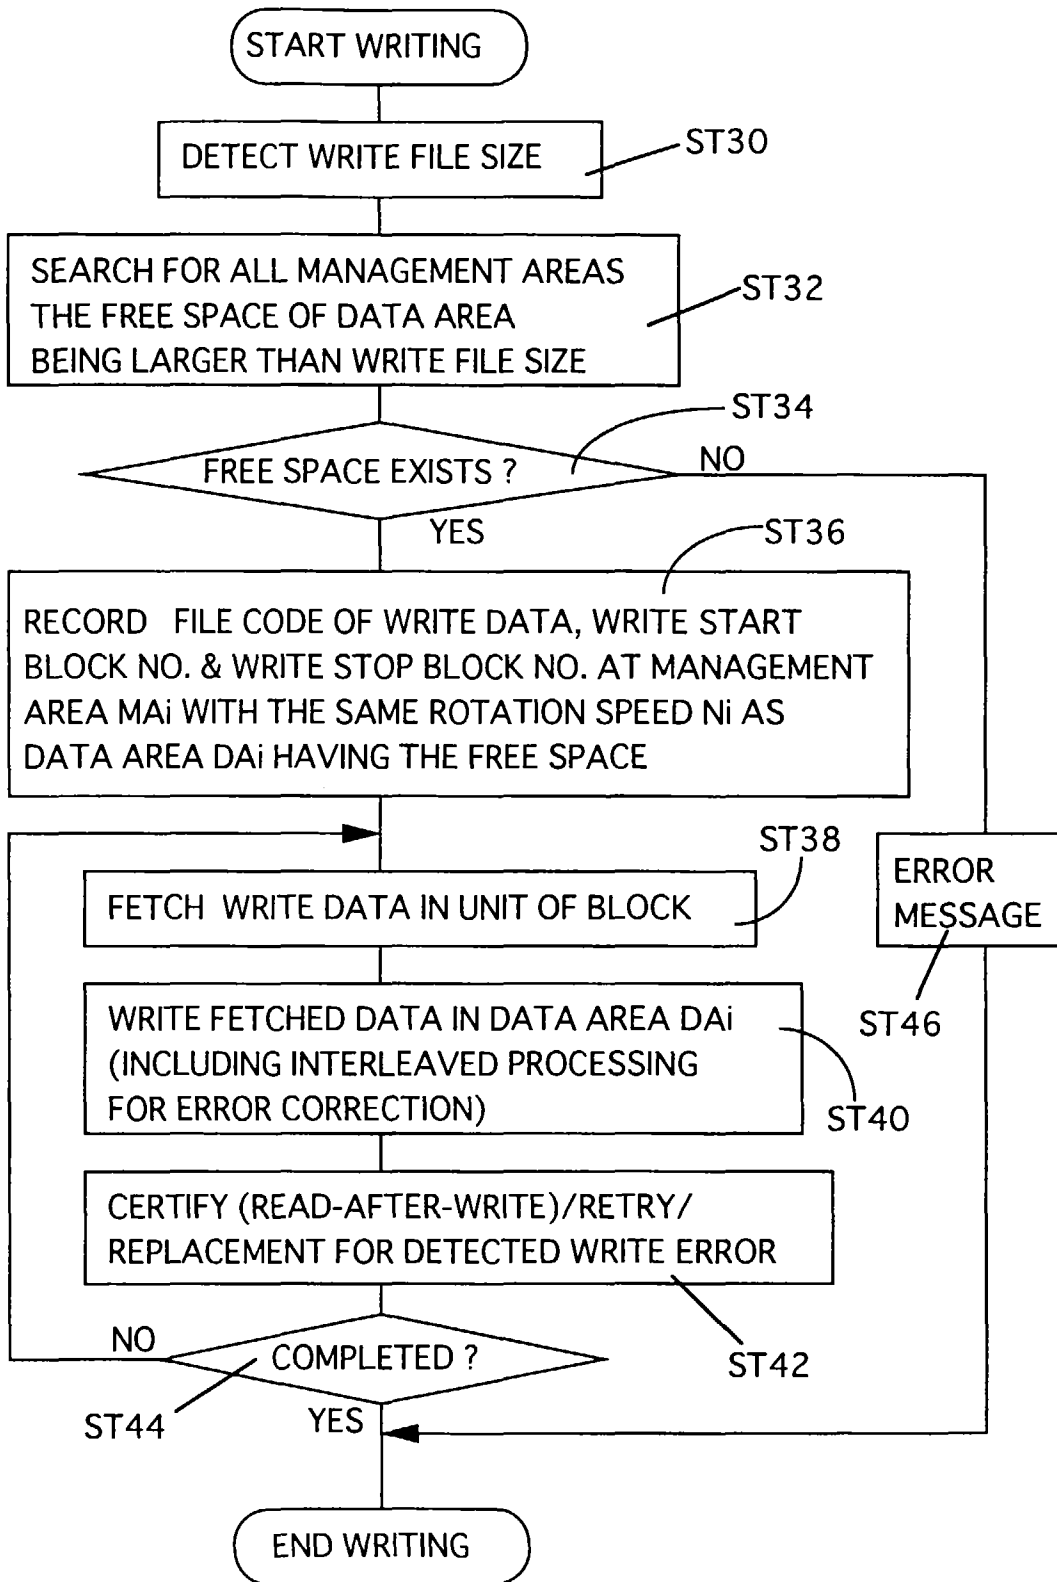 START WRITING
DETECT WRITE FILE SIZE
ST30
SEARCH FOR ALL MANAGEMENT AREAS
THE FREE SPACE OF DATA AREA
BEING LARGER THAN WRITE FILE SIZE
ST32
ST34
FREE SPACE EXISTS ?
NO
YES
ST36
RECORD FILE CODE OF WRITE DATA, WRITE START
BLOCK NO. & WRITE STOP BLOCK NO. AT MANAGEMENT
AREA MAi WITH THE SAME ROTATION SPEED Ni AS
DATA AREA DAi HAVING THE FREE SPACE
ST38
FETCH WRITE DATA IN UNIT OF BLOCK
ERROR
MESSAGE
ST46
WRITE FETCHED DATA IN DATA AREA DAi
(INCLUDING INTERLEAVED PROCESSING
FOR ERROR CORRECTION)
ST40
CERTIFY (READ-AFTER-WRITE)/RETRY/
REPLACEMENT FOR DETECTED WRITE ERROR
ST42
NO
COMPLETED ?
ST44
YES
END WRITING